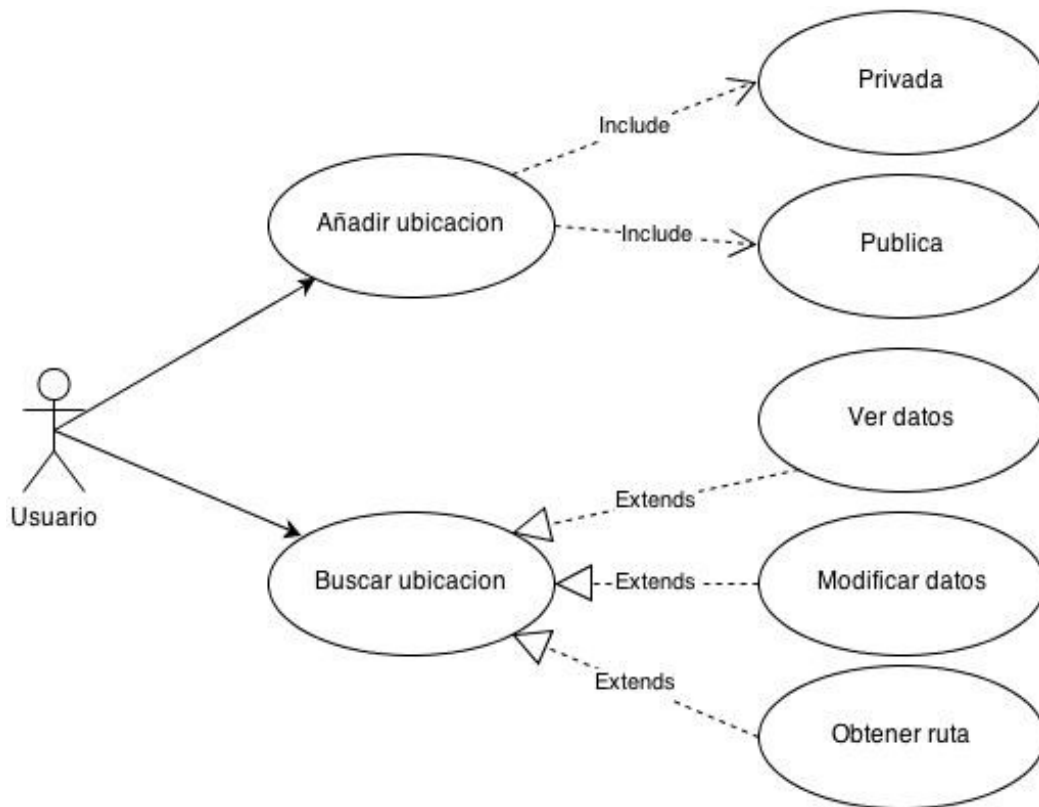 Privada
Include
Añadir ubicacion
Include
Publica
Ver datos
Extends
Usuario
Buscar ubicacion
Extends
Modificar datos
Extends
Obtener ruta